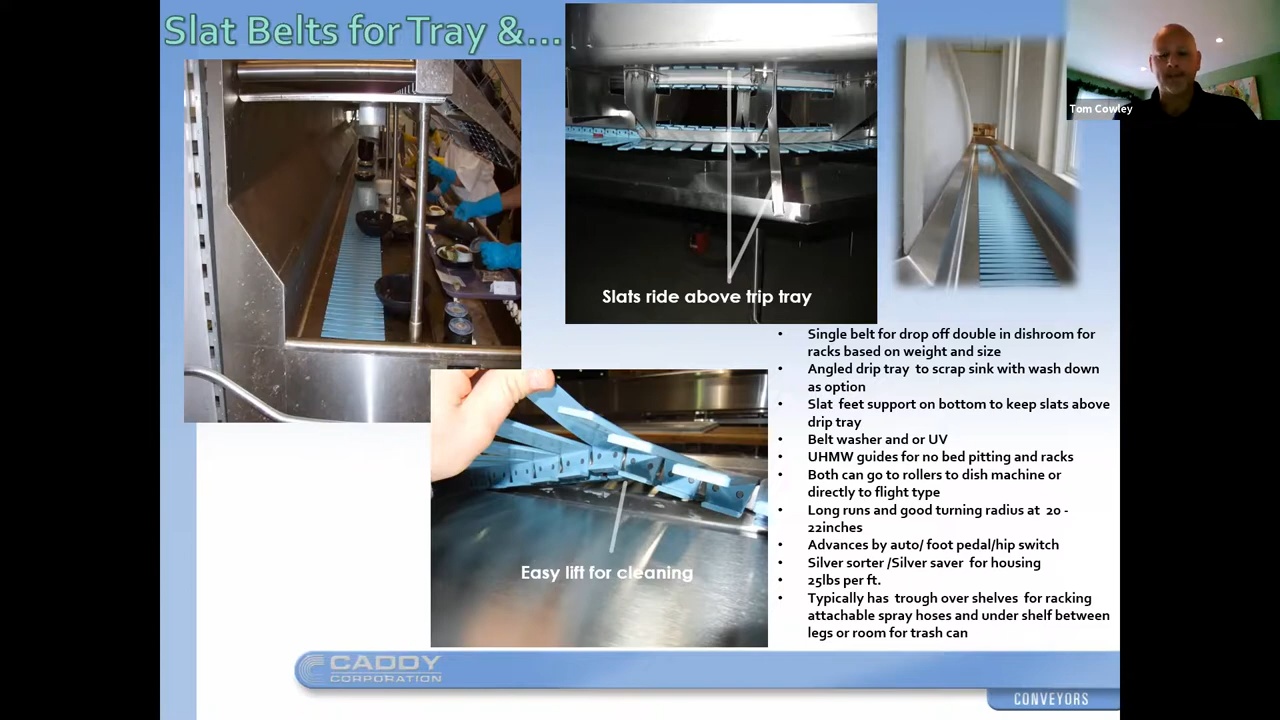 Slat Belts for Tray &...
Tom Cowley
Slats ride above trip tray
• Single belt for drop off double in dishroom for
racks based on weight and size
• Angled drip tray to scrap sink with wash down
as option
• Slat feet support on bottom to keep slats above
drip tray
• Belt washer and or UV
• UHMW guides for no bed pitting and racks
• Both can go to rollers to dish machine or
directly to flight type
• Long runs and good turning radius at 20 -
22inches
• Advances by auto/ foot pedal/hip switch
• Silver sorter /Silver saver for housing
• 25lbs per ft.
• Typically has trough over shelves for racking
attachable spray hoses and under shelf between
legs or room for trash can
Easy lift for cleaning
CADDY
CORPORATION
CONVEYORS